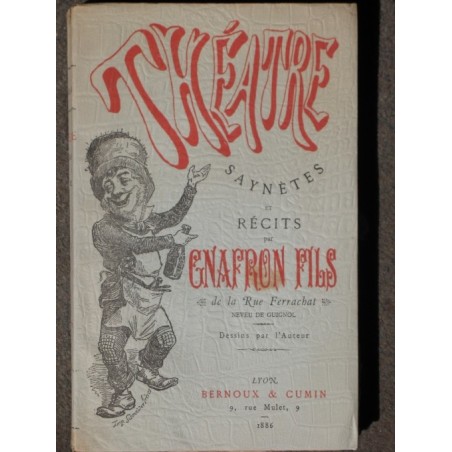 THÉATRE
SAYNÈTES
ET
RÉCITS
par
GNAFRON FILS
de la Rue Ferrachat
NEVEU DE GUIGNOL
Dessins par l'Auteur
LYON,
BERNOUX & CUMIN
9, rue Mulet, 9
1886